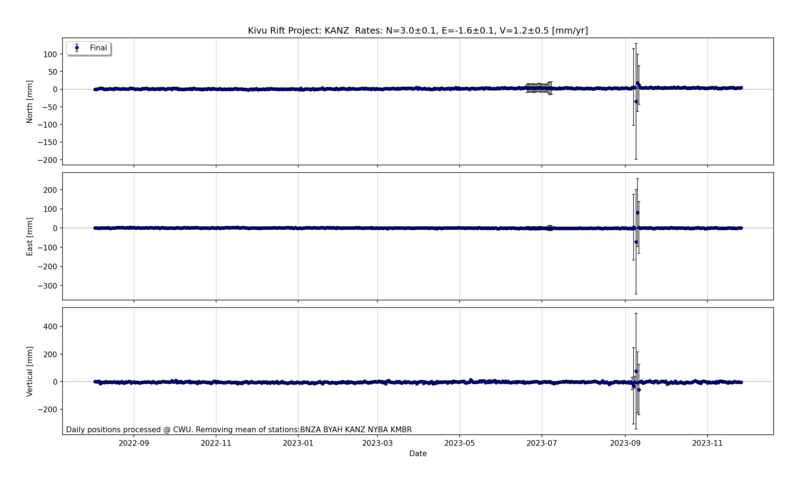 Kivu Rift Project: KANZ  Rates: N=3.0±0.1, E=-1.6±0.1, V=1.2±0.5 [mm/yr]
Final
North [mm]
100
50
0
−50
−100
−150
−200
East [mm]
200
100
0
−100
−200
−300
Vertical [mm]
400
200
0
−200
Daily positions processed @ CWU. Removing mean of stations:BNZA BYAH KANZ NYBA KMBR
2022-09 2022-11 2023-01 2023-03 2023-05 2023-07 2023-09 2023-11
Date